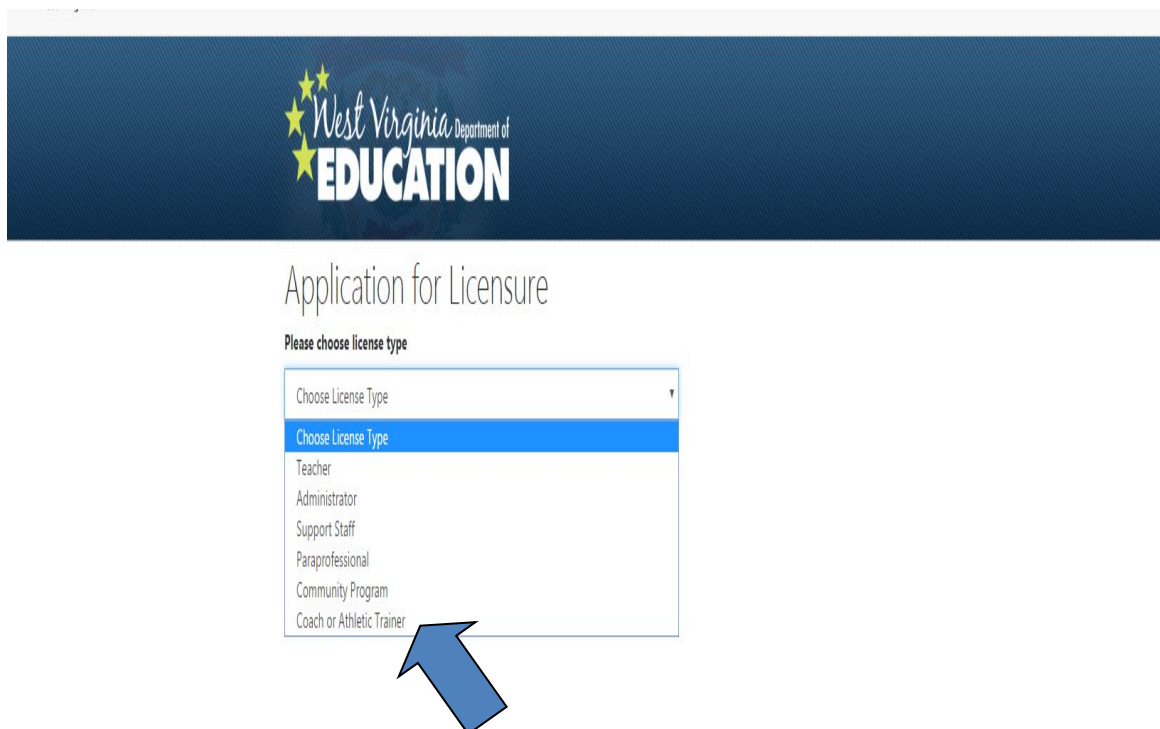 West Virginia Department of
EDUCATION
Application for Licensure
Please choose license type
Choose License Type
Choose License Type
Teacher
Administrator
Support Staff
Paraprofessional
Community Program
Coach or Athletic Trainer